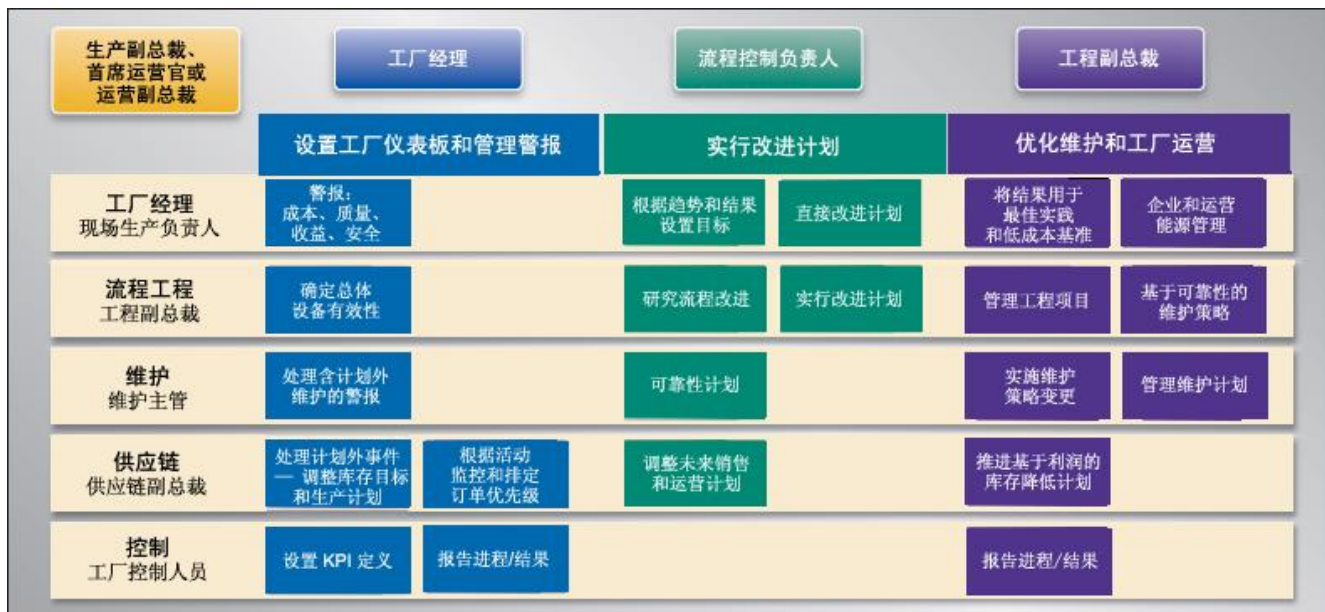 生产副总裁、
首席运营官或
运营副总裁
工厂经理
流程控制负责人
工程副总裁
设置工厂仪表板和管理警报
实行改进计划
优化维护和工厂运营
工厂经理
现场生产负责人
警报：
成本、质量、
收益、安全
根据趋势和结果
设置目标
直接改进计划
将结果用于
最佳实践
和低成本基准
企业和运营
能源管理
流程工程
工程副总裁
确定总体
设备有效性
研究流程改进
实行改进计划
管理工程项目
基于可靠性的
维护策略
维护
维护主管
处理含计划外
维护的警报
可靠性计划
实施维护
策略变更
管理维护计划
供应链
供应链副总裁
处理计划外事件
— 调整库存目标
和生产计划
根据活动
监控和排定
订单优先级
调整未来销售
和运营计划
推进基于利润的
库存降低计划
控制
工厂控制人员
设置 KPI 定义
报告进程/结果
报告进程/结果